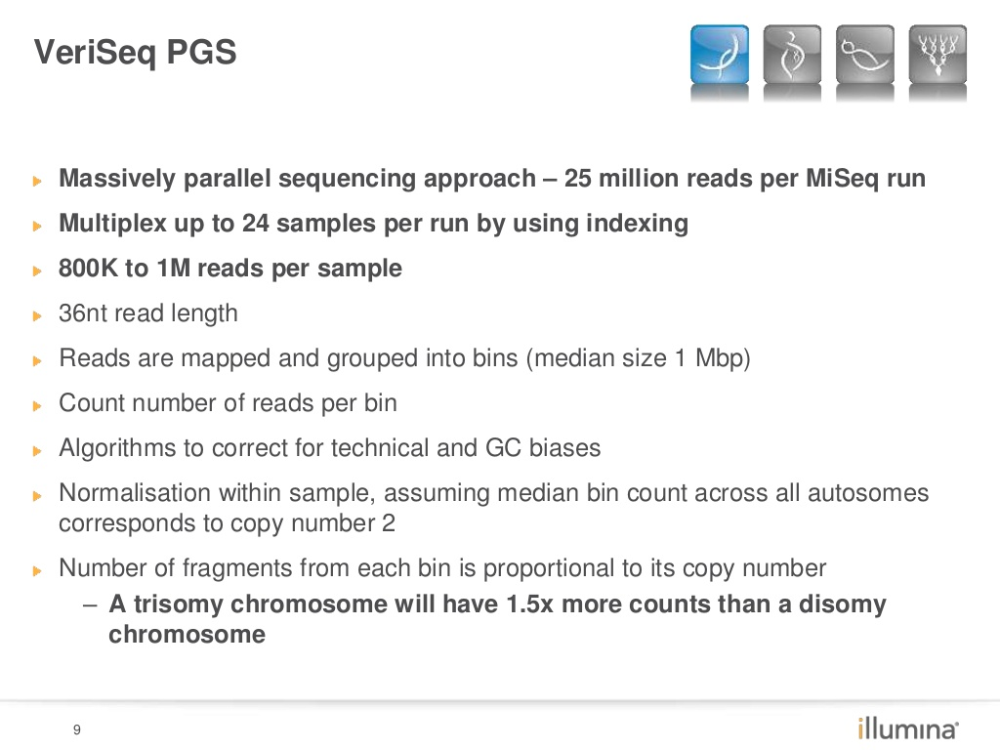 VeriSeq PGS
Massively parallel sequencing approach – 25 million reads per MiSeq run
Multiplex up to 24 samples per run by using indexing
800K to 1M reads per sample
36nt read length
Reads are mapped and grouped into bins (median size 1 Mbp)
Count number of reads per bin
Algorithms to correct for technical and GC biases
Normalisation within sample, assuming median bin count across all autosomes
corresponds to copy number 2
Number of fragments from each bin is proportional to its copy number
– A trisomy chromosome will have 1.5x more counts than a disomy
chromosome
9
illumina®